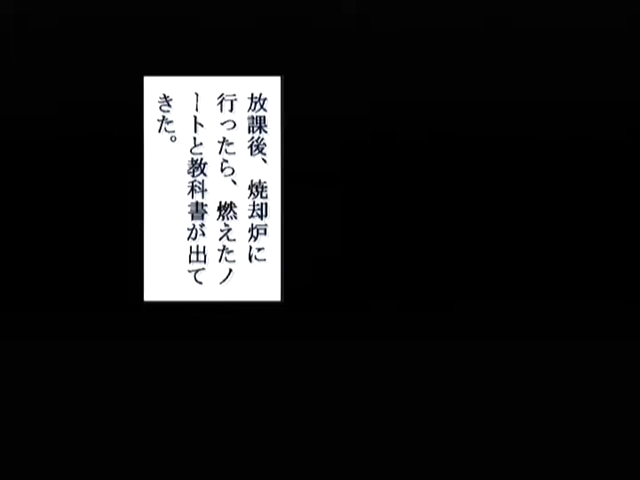 放課後、焼却炉に
行ったら、燃えたノ
ートと教科書が出て
きた。